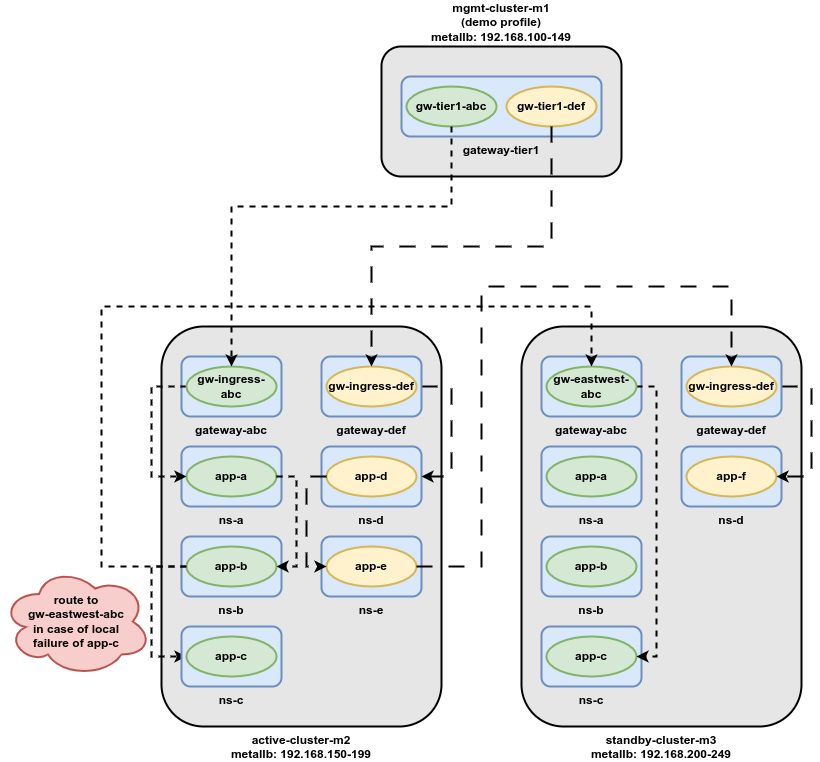 mgmt-cluster-m1
(demo profile)
metallb: 192.168.100-149
gw-tier1-abc
gw-tier1-def
gateway-tier1
gw-ingress-
abc
gateway-abc
gw-ingress-def
gateway-def
app-a
ns-a
app-d
ns-d
app-b
ns-b
app-e
ns-e
app-c
ns-c
active-cluster-m2
metallb: 192.168.150-199
route to
gw-eastwest-abc
in case of local
failure of app-c
gw-eastwest-
abc
gateway-abc
gw-ingress-def
gateway-def
app-a
ns-a
app-f
ns-d
app-b
ns-b
app-c
ns-c
standby-cluster-m3
metallb: 192.168.200-249